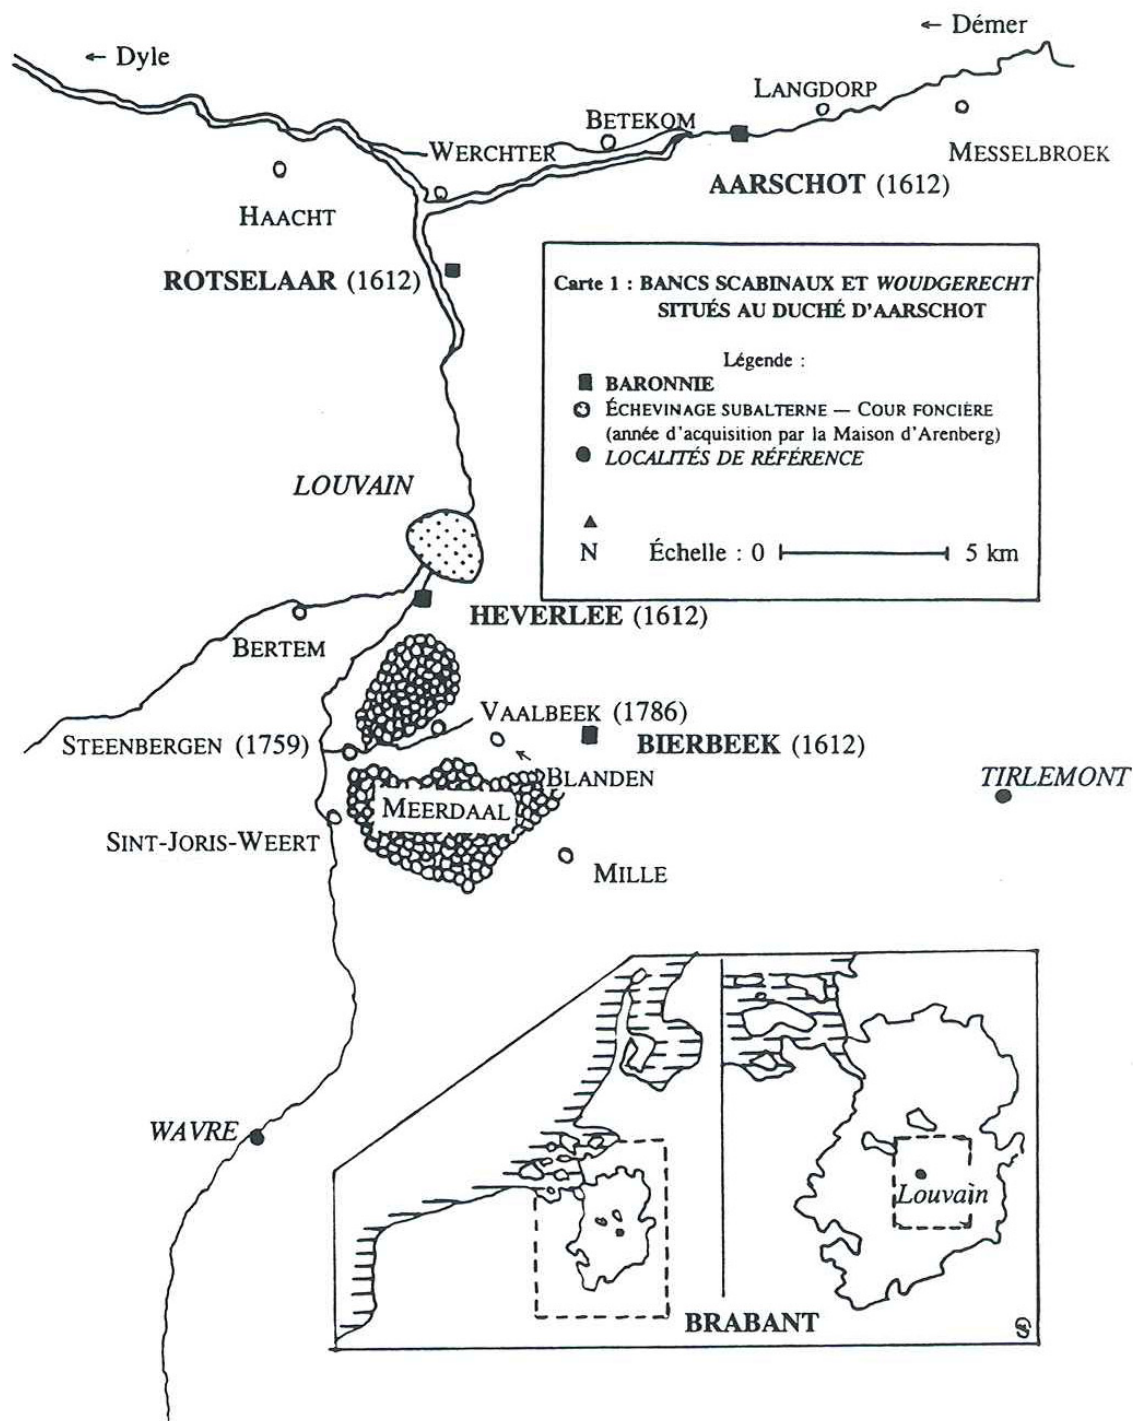 ← Démer
← Dyle
LANGDORP
BETEKOM
WERCHTER
MESSELBROEK
AARSCHOT (1612)
HAACHT
ROTSELAAR (1612)
Carte 1 : BANCS SCABINAUX ET WOUDGERECHT
SITUÉS AU DUCHÉ D'AARSCHOT
Légende :
BARONNIE
ÉCHEVINAGE SUBALTERNE — COUR FONCIÈRE
(année d'acquisition par la Maison d'Arenberg)
LOCALITÉS DE RÉFÉRENCE
N Échelle : 0 5 km
LOUVAIN
HEVERLEE (1612)
BERTEM
VAALBEEK (1786)
STEENBERGEN (1759)
BIERBEEK (1612)
BLANDEN
TIRLEMONT
MEERDAAL
SINT-JORIS-WEERT
MILLE
WAVRE
Louvain
BRABANT